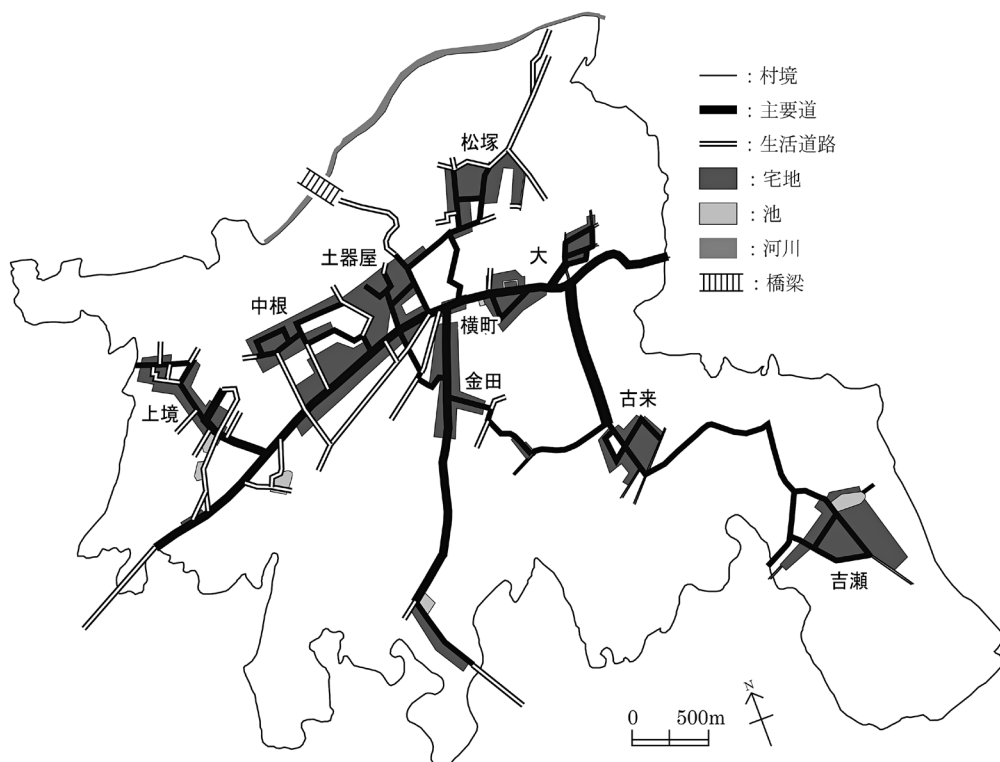 ：村境
：主要道
：生活道路
：宅地
：池
：河川
：橋梁
松塚
土器屋
大
中根
横町
金田
上境
古来
吉瀬
N
0 500m